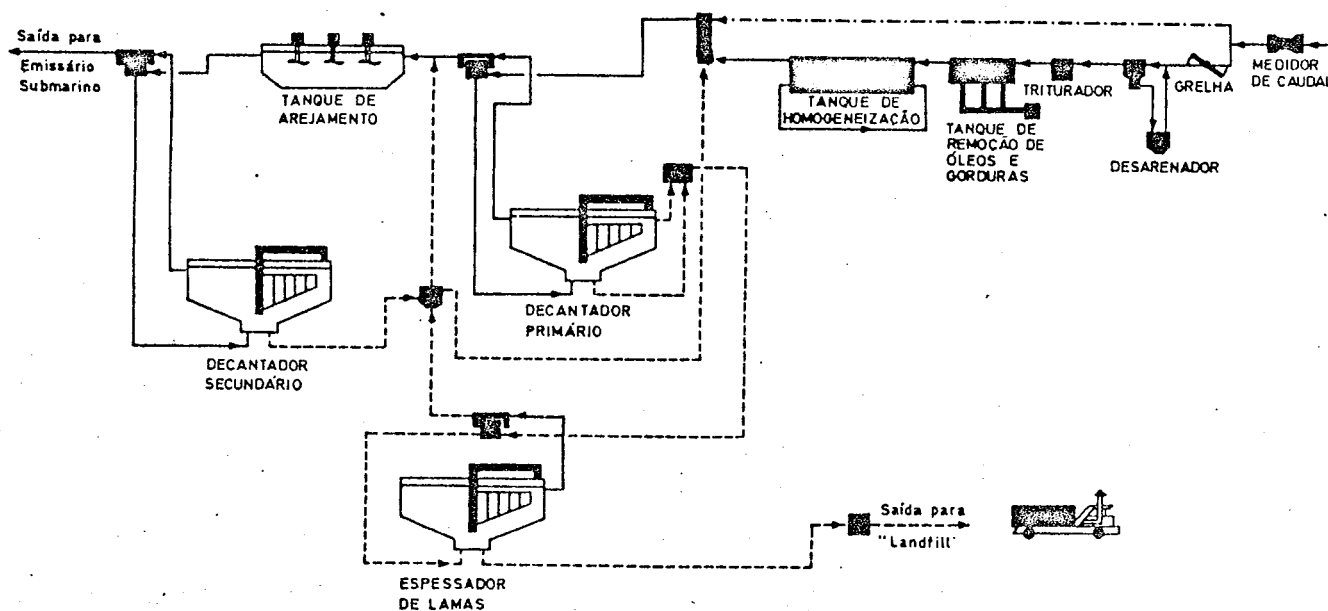 Saída para
Emissário
Submarino
TANQUE DE
AREJAMENTO
TANQUE DE
HOMOGENEIZAÇÃO
TANQUE DE
REMOÇÃO DE
ÓLEOS E
GORDURAS
TRITURADOR
GRELHA
MEDIDOR
DE CAUDAL
DESARENADOR
DECANTADOR
PRIMÁRIO
DECANTADOR
SECUNDÁRIO
ESPESSADOR
DE LAMAS
Saída para
"Landfill"